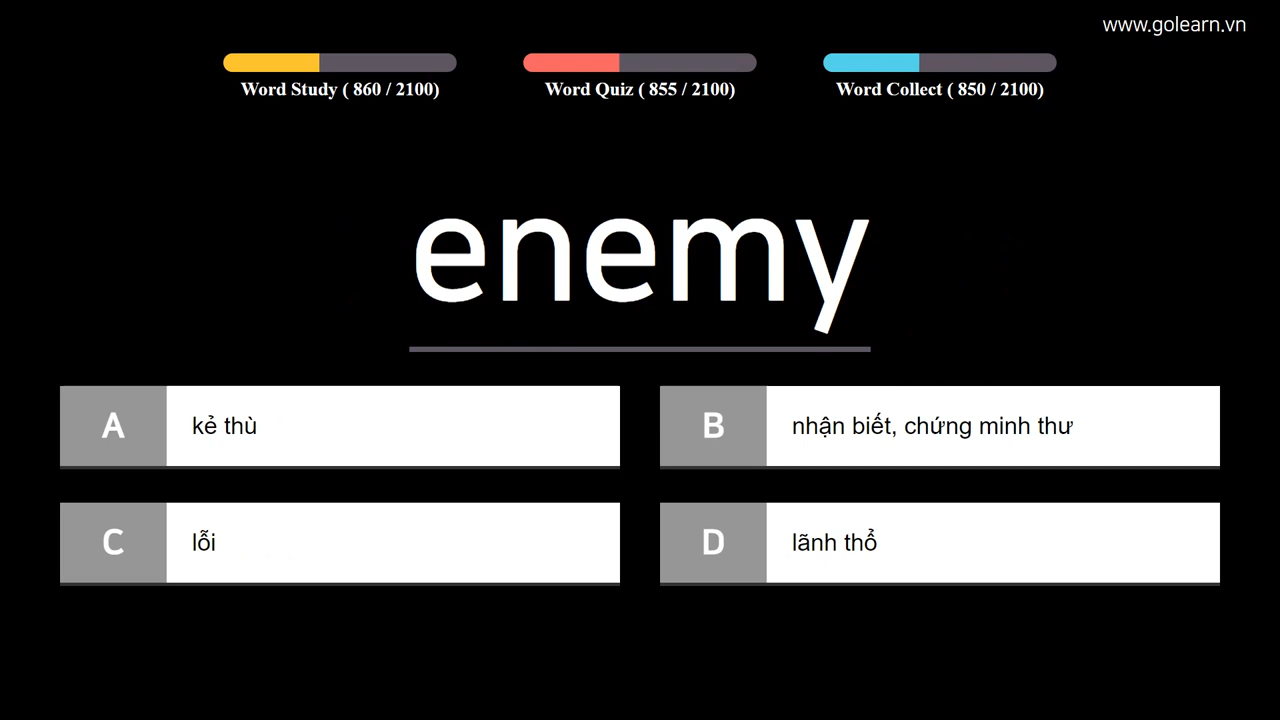 www.golearn.vn
Word Study ( 860 / 2100)
Word Quiz ( 855 / 2100)
Word Collect ( 850 / 2100)
enemy
A kẻ thù
B nhận biết, chứng minh thư
C lỗi
D lãnh thổ